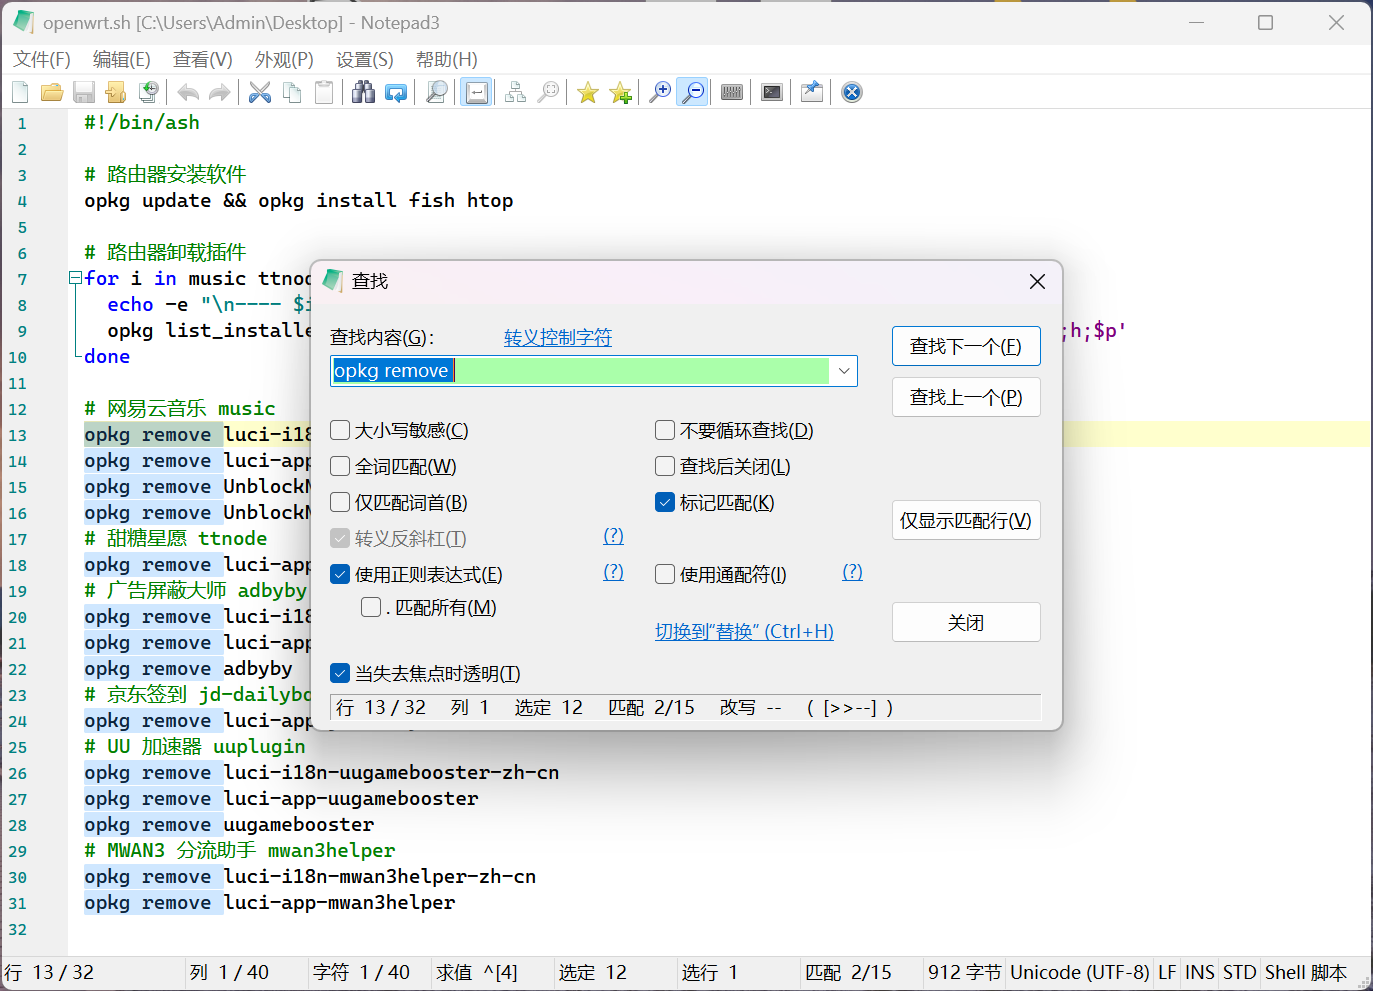 openwrt.sh [C:\Users\Admin\Desktop] - Notepad3
文件(F) 编辑(E) 查看(V) 外观(P) 设置(S) 帮助(H)
1 #!/bin/ash
2
3 # 路由器安装软件
4 opkg update && opkg install fish htop
5
6 # 路由器卸载插件
7 for i in music ttnod
8 echo -e "\n---- $i
9 opkg list_installe ;h;$p'
10 done
11
12 # 网易云音乐 music
13 opkg remove luci-i18
14 opkg remove luci-app
15 opkg remove UnblockN
16 opkg remove UnblockN
17 # 甜糖星愿 ttnode
18 opkg remove luci-app
19 # 广告屏蔽大师 adbyby
20 opkg remove luci-i18
21 opkg remove luci-app
22 opkg remove adbyby
23 # 京东签到 jd-dailybo
24 opkg remove luci-app
25 # UU 加速器 uuplugin
26 opkg remove luci-i18n-uugamebooster-zh-cn
27 opkg remove luci-app-uugamebooster
28 opkg remove uugamebooster
29 # MWAN3 分流助手 mwan3helper
30 opkg remove luci-i18n-mwan3helper-zh-cn
31 opkg remove luci-app-mwan3helper
32
查找
查找内容(G): 转义控制字符
opkg remove
查找下一个(F)
查找上一个(P)
大小写敏感(C) 不要循环查找(D)
全词匹配(W) 查找后关闭(L)
仅匹配词首(B) 标记匹配(K)
仅显示匹配行(V)
转义反斜杠(T) (?)
使用正则表达式(E) (?) 使用通配符(I) (?)
. 匹配所有(M)
切换到“替换” (Ctrl+H)
关闭
当失去焦点时透明(T)
行 13 / 32 列 1 选定 12 匹配 2/15 改写 -- ( [>>--] )
行 13 / 32 列 1 / 40 字符 1 / 40 求值 ^[4] 选定 12 选行 1 匹配 2/15 912 字节 Unicode (UTF-8) LF INS STD Shell 脚本